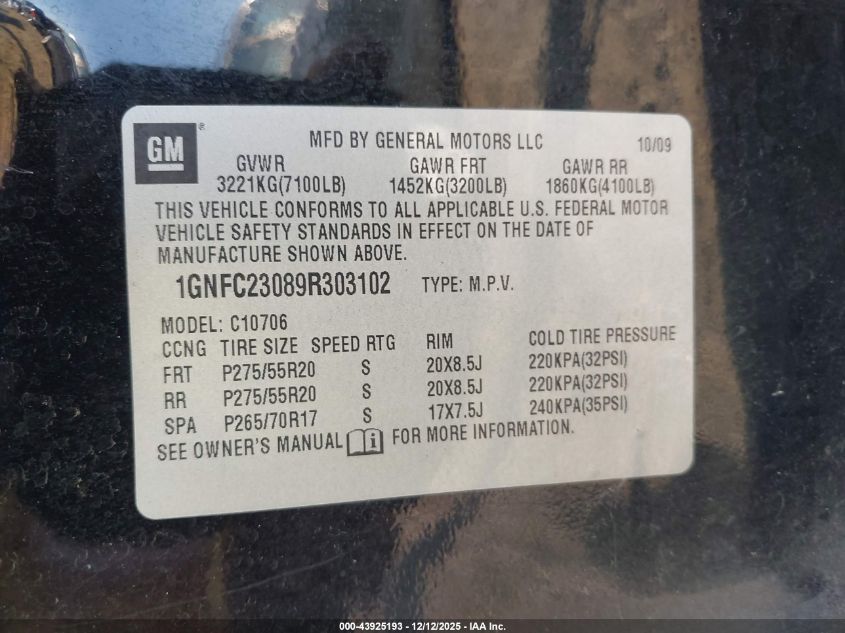 GM ® MFD BY GENERAL MOTORS LLC 10/09
GVWR GAWR FRT GAWR RR
3221KG(7100LB) 1452KG(3200LB) 1860KG(4100LB)
THIS VEHICLE CONFORMS TO ALL APPLICABLE U.S. FEDERAL MOTOR
VEHICLE SAFETY STANDARDS IN EFFECT ON THE DATE OF
MANUFACTURE SHOWN ABOVE.
1GNFC23089R303102 TYPE: M.P.V.
MODEL: C10706
CCNG TIRE SIZE SPEED RTG RIM COLD TIRE PRESSURE
FRT P275/55R20 S 20X8.5J 220KPA(32PSI)
RR P275/55R20 S 20X8.5J 220KPA(32PSI)
SPA P265/70R17 S 17X7.5J 240KPA(35PSI)
SEE OWNER'S MANUAL i FOR MORE INFORMATION.
000-43925193 - 12/12/2025 - IAA Inc.